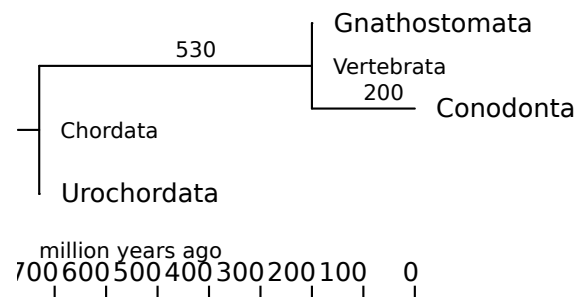 Gnathostomata
530
Vertebrata
200
Conodonta
Chordata
Urochordata
million years ago
700 600 500 400 300 200 100 0